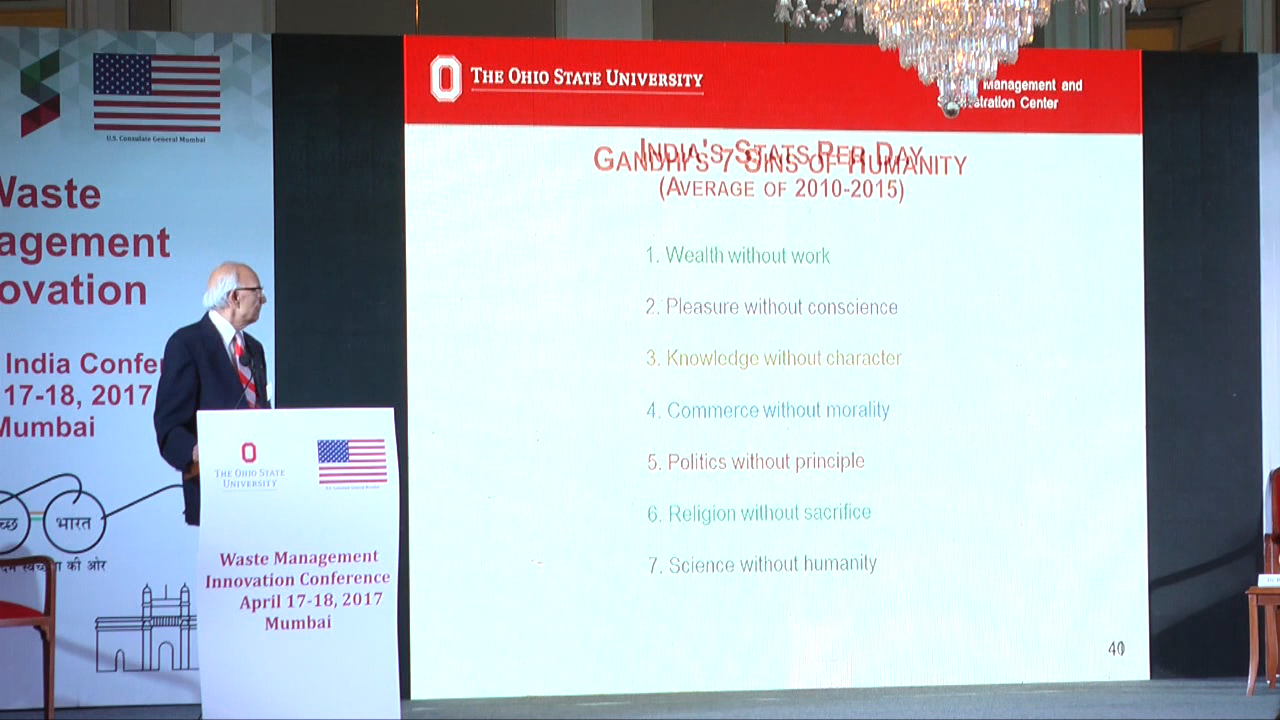 U.S. Consulate General Mumbai
Waste
agement
ovation
India Confe
17-18, 2017
Mumbai
च्छ
भारत
की ओर
THE OHIO STATE UNIVERSITY
Management and
stration Center
INDIA'S STATS PER DAY
GANDHI'S 7 SINS OF HUMANITY
(AVERAGE OF 2010-2015)
1. Wealth without work
2. Pleasure without conscience
3. Knowledge without character
4. Commerce without morality
5. Politics without principle
6. Religion without sacrifice
7. Science without humanity
THE OHIO STATE
UNIVERSITY
Waste Management
Innovation Conference
April 17-18, 2017
Mumbai